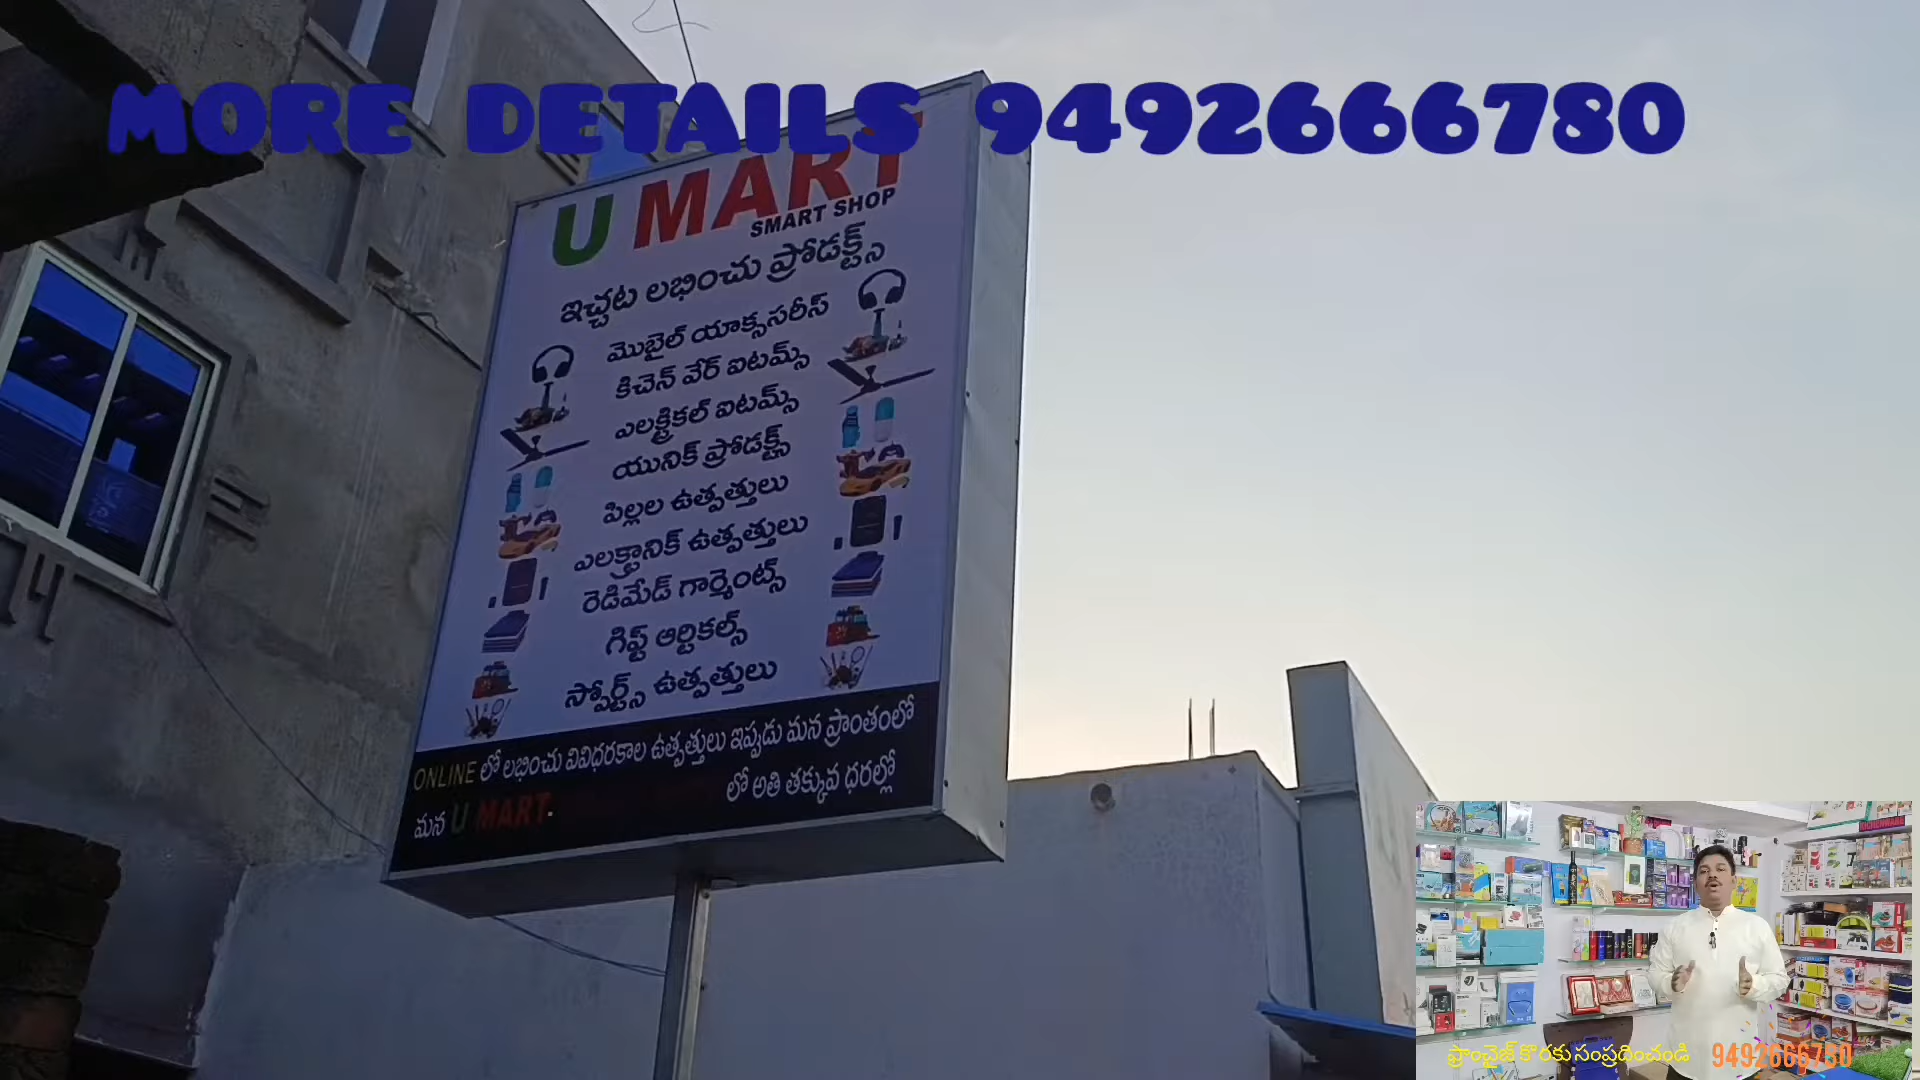 MORE DETAILS 9492666780
U MART
SMART SHOP
ఇచ్చట లభించు ప్రోడక్ట్స్
మొబైల్ యాక్ససరీస్
కిచెన్ వేర్ ఐటమ్స్
ఎలక్ట్రికల్ ఐటమ్స్
యునిక్ ప్రోడక్ట్స్
పిల్లల ఉత్పత్తులు
ఎలక్ట్రానిక్ ఉత్పత్తులు
రెడిమేడ్ గార్మెంట్స్
గిఫ్ట్ ఆర్టికల్స్
స్పోర్ట్స్ ఉత్పత్తులు
ONLINE లో లభించు వివిధరకాల ఉత్పత్తులు ఇప్పడు మన ప్రాంతంలో
మన U MART. లో అతి తక్కువ ధరల్లో
ఫ్రాంచైజ్ కొరకు సంప్రదించండి 9492666780